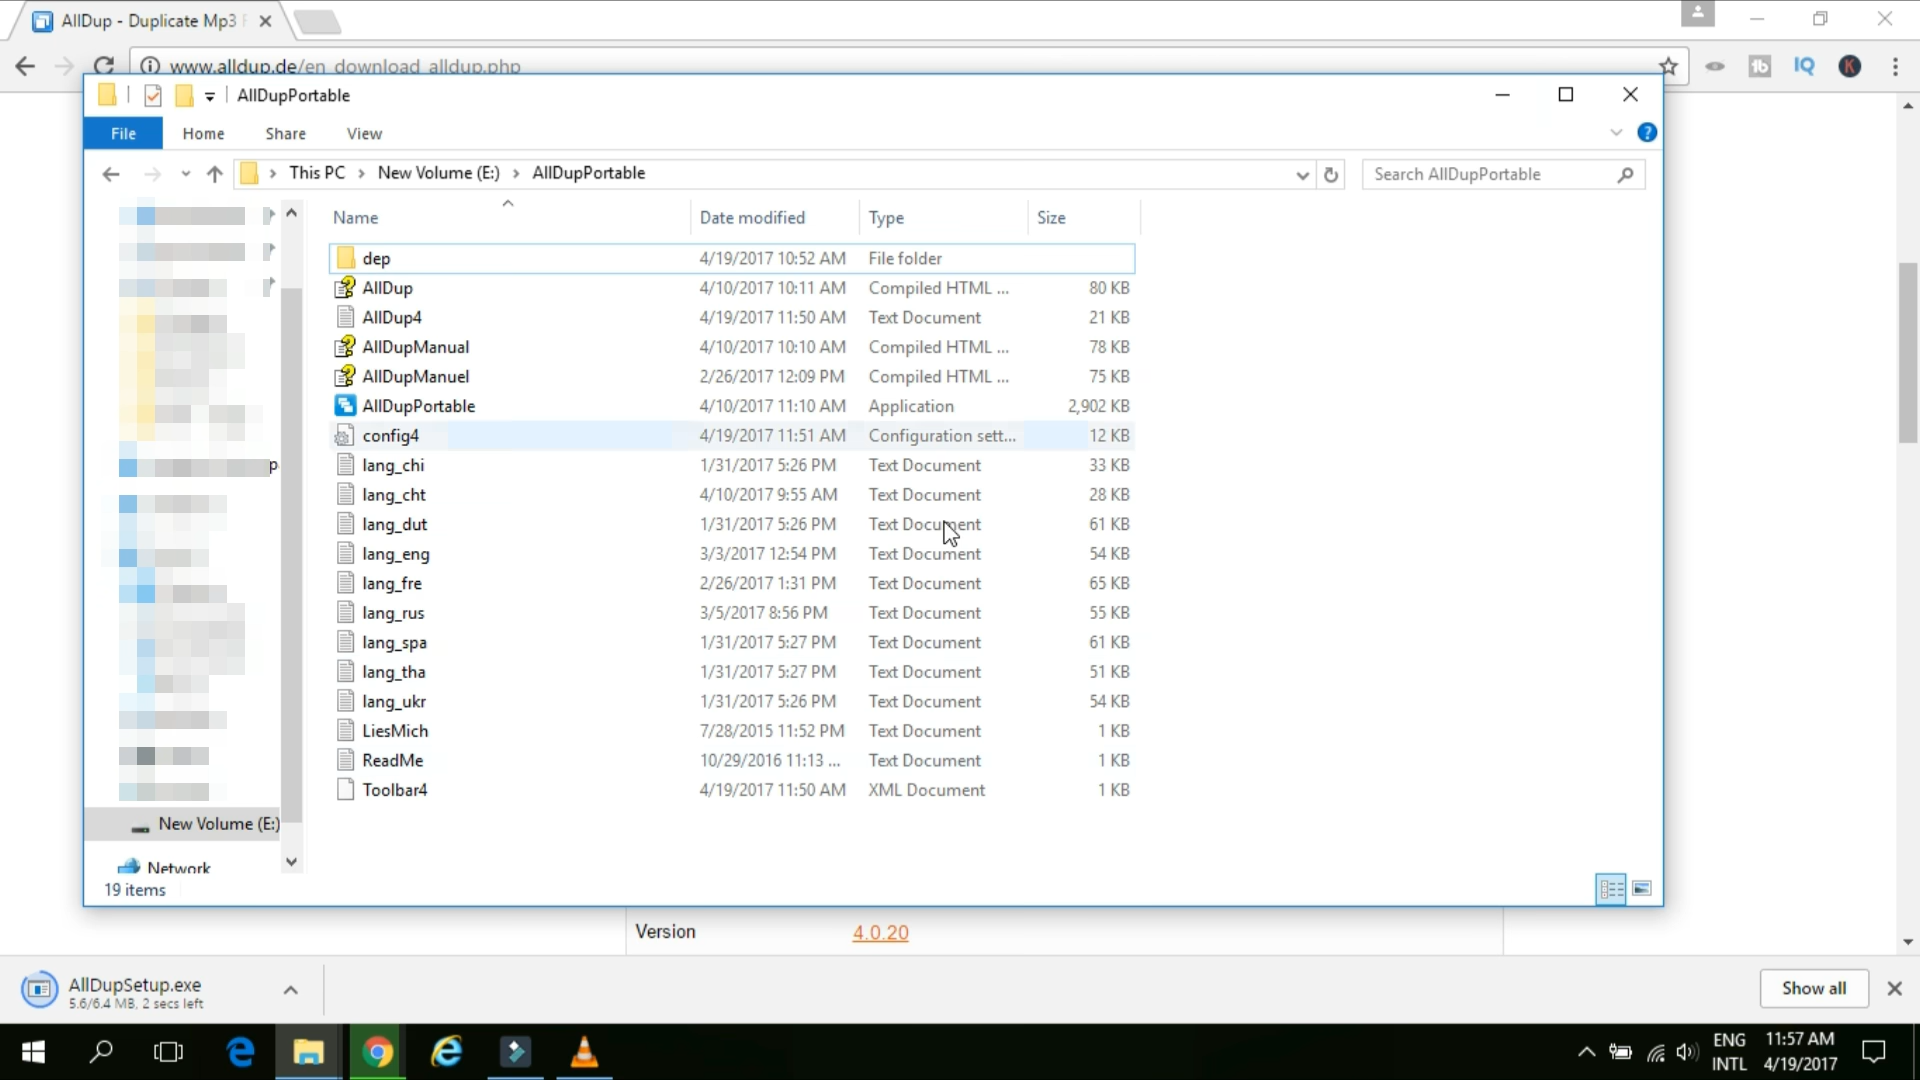 AllDup - Duplicate Mp3 F
www.alldup.de/en_download_alldup.php
AllDupPortable
File Home Share View
This PC > New Volume (E:) > AllDupPortable
Search AllDupPortable
Name Date modified Type Size
dep 4/19/2017 10:52 AM File folder
AllDup 4/10/2017 10:11 AM Compiled HTML ... 80 KB
AllDup4 4/19/2017 11:50 AM Text Document 21 KB
AllDupManual 4/10/2017 10:10 AM Compiled HTML ... 78 KB
AllDupManuel 2/26/2017 12:09 PM Compiled HTML ... 75 KB
AllDupPortable 4/10/2017 11:10 AM Application 2,902 KB
config4 4/19/2017 11:51 AM Configuration sett... 12 KB
lang_chi 1/31/2017 5:26 PM Text Document 33 KB
lang_cht 4/10/2017 9:55 AM Text Document 28 KB
lang_dut 1/31/2017 5:26 PM Text Document 61 KB
lang_eng 3/3/2017 12:54 PM Text Document 54 KB
lang_fre 2/26/2017 1:31 PM Text Document 65 KB
lang_rus 3/5/2017 8:56 PM Text Document 55 KB
lang_spa 1/31/2017 5:27 PM Text Document 61 KB
lang_tha 1/31/2017 5:27 PM Text Document 51 KB
lang_ukr 1/31/2017 5:26 PM Text Document 54 KB
LiesMich 7/28/2015 11:52 PM Text Document 1 KB
ReadMe 10/29/2016 11:13 ... Text Document 1 KB
Toolbar4 4/19/2017 11:50 AM XML Document 1 KB
New Volume (E:)
Network
19 items
Version 4.0.20
AllDupSetup.exe
5.6/6.4 MB, 2 secs left
Show all
ENG 11:57 AM
INTL 4/19/2017